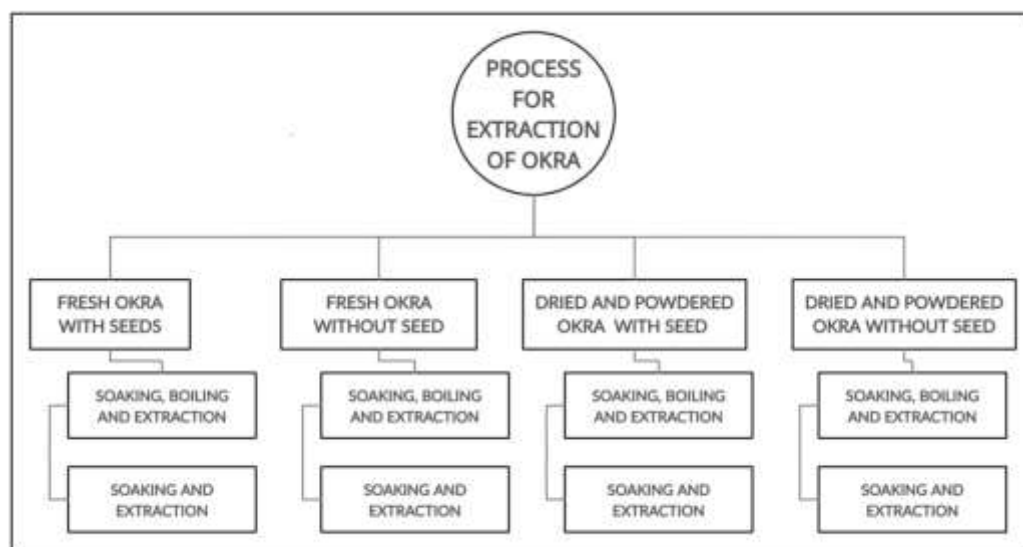 PROCESS
FOR
EXTRACTION
OF OKRA
FRESH OKRA
WITH SEEDS
FRESH OKRA
WITHOUT SEED
DRIED AND POWDERED
OKRA WITH SEED
DRIED AND POWDERED
OKRA WITHOUT SEED
SOAKING, BOILING
AND EXTRACTION
SOAKING, BOILING
AND EXTRACTION
SOAKING, BOILING
AND EXTRACTION
SOAKING, BOILING
AND EXTRACTION
SOAKING AND
EXTRACTION
SOAKING AND
EXTRACTION
SOAKING AND
EXTRACTION
SOAKING AND
EXTRACTION